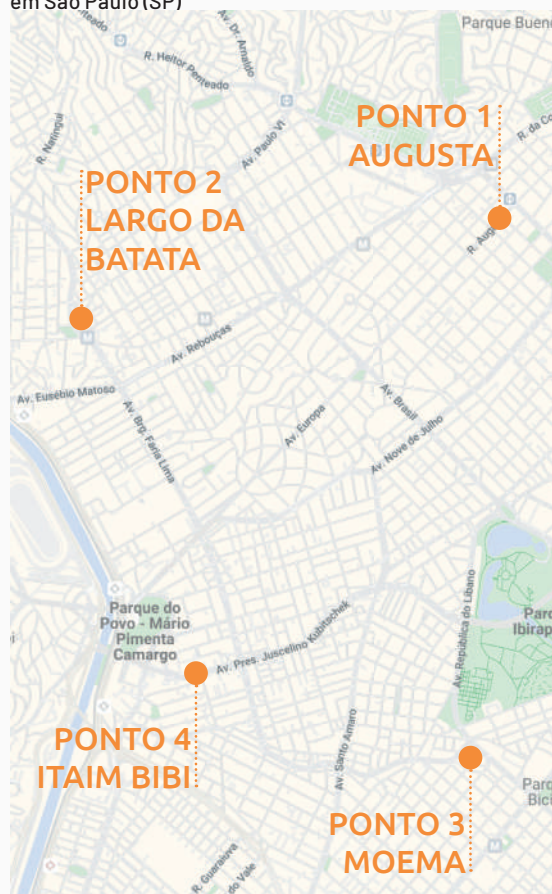 em São Paulo (SP)
Parque Buen
R. Heitor Penteado
Av. Dr. Arnaldo
PONTO 1
AUGUSTA
R. da Co
R. Natingui
Av. Paulo VI
PONTO 2
LARGO DA
BATATA
R. Aug
Av. Rebouças
Av. Eusébio Matoso
Av. Brg. Faria Lima
Av. Europa
Av. Brasil
Av. Nove de Julho
Av. República do Líbano
Parque do
Povo - Mário
Pimenta
Camargo
Parq
Ibirap
Av. Pres. Juscelino Kubitschek
PONTO 4
ITAIM BIBI
Av. Santo Amaro
Parq
Bici
PONTO 3
MOEMA
R. Guaraiuva
do Vale